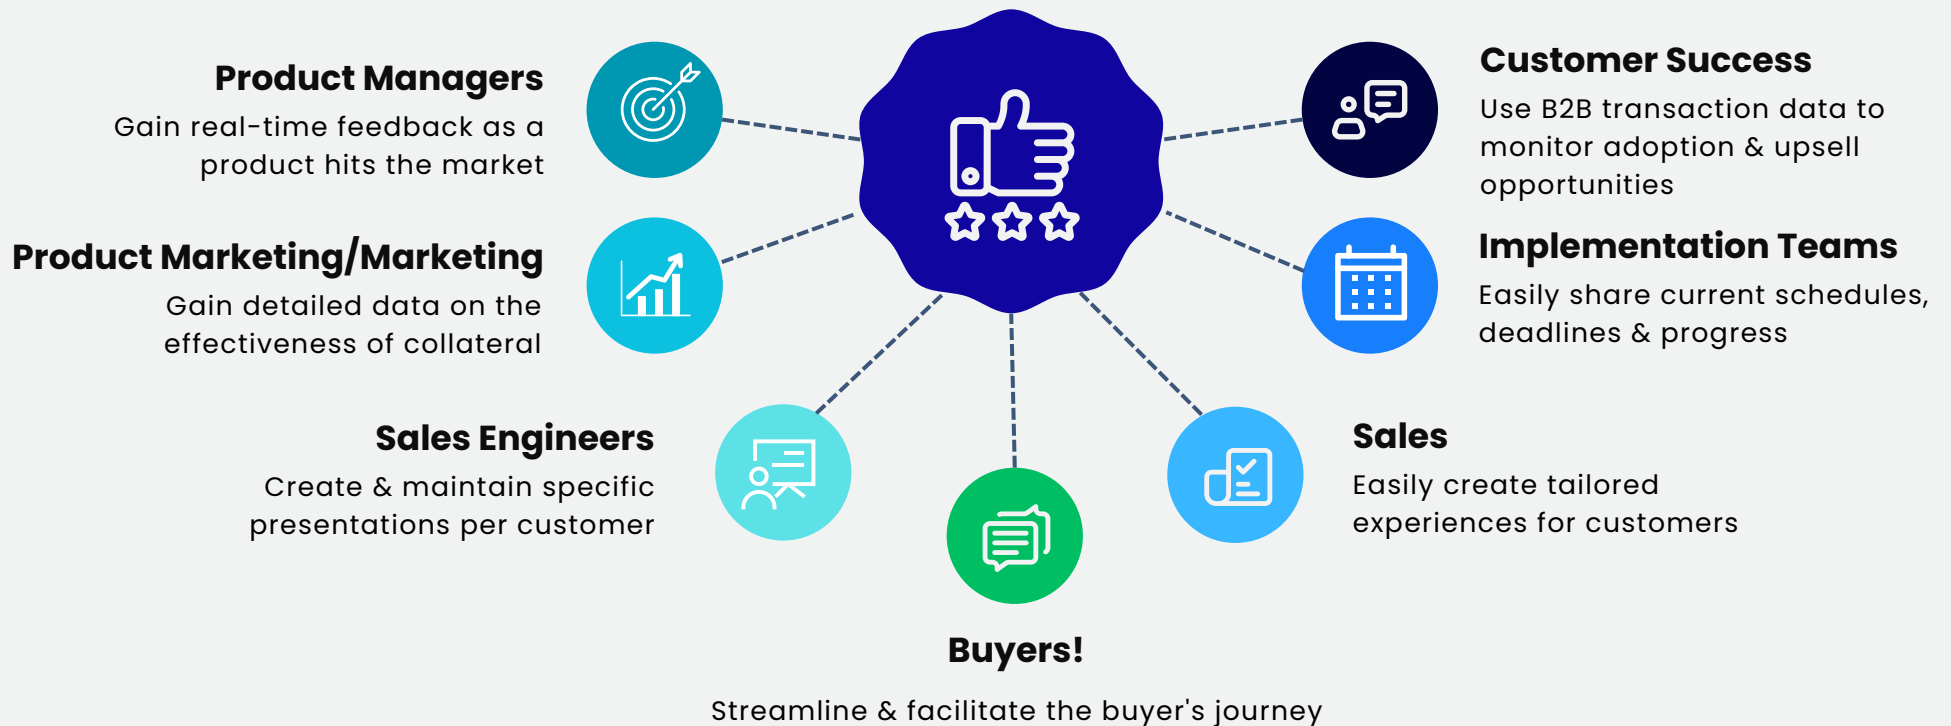 Product Managers
Gain real-time feedback as a
product hits the market
Product Marketing/Marketing
Gain detailed data on the
effectiveness of collateral
Sales Engineers
Create & maintain specific
presentations per customer
Buyers!
Streamline & facilitate the buyer's journey
Customer Success
Use B2B transaction data to
monitor adoption & upsell
opportunities
Implementation Teams
Easily share current schedules,
deadlines & progress
Sales
Easily create tailored
experiences for customers